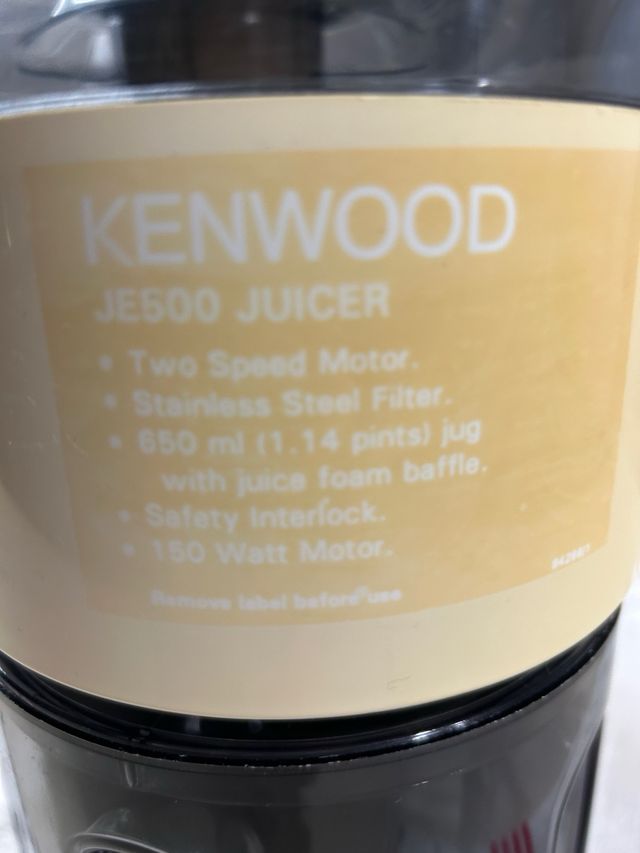 KENWOOD
JE500 JUICER
• Two Speed Motor.
• Stainless Steel Filter.
• 650 ml (1.14 pints) jug
with juice foam baffle.
• Safety Interlock.
• 150 Watt Motor.
Remove label before use